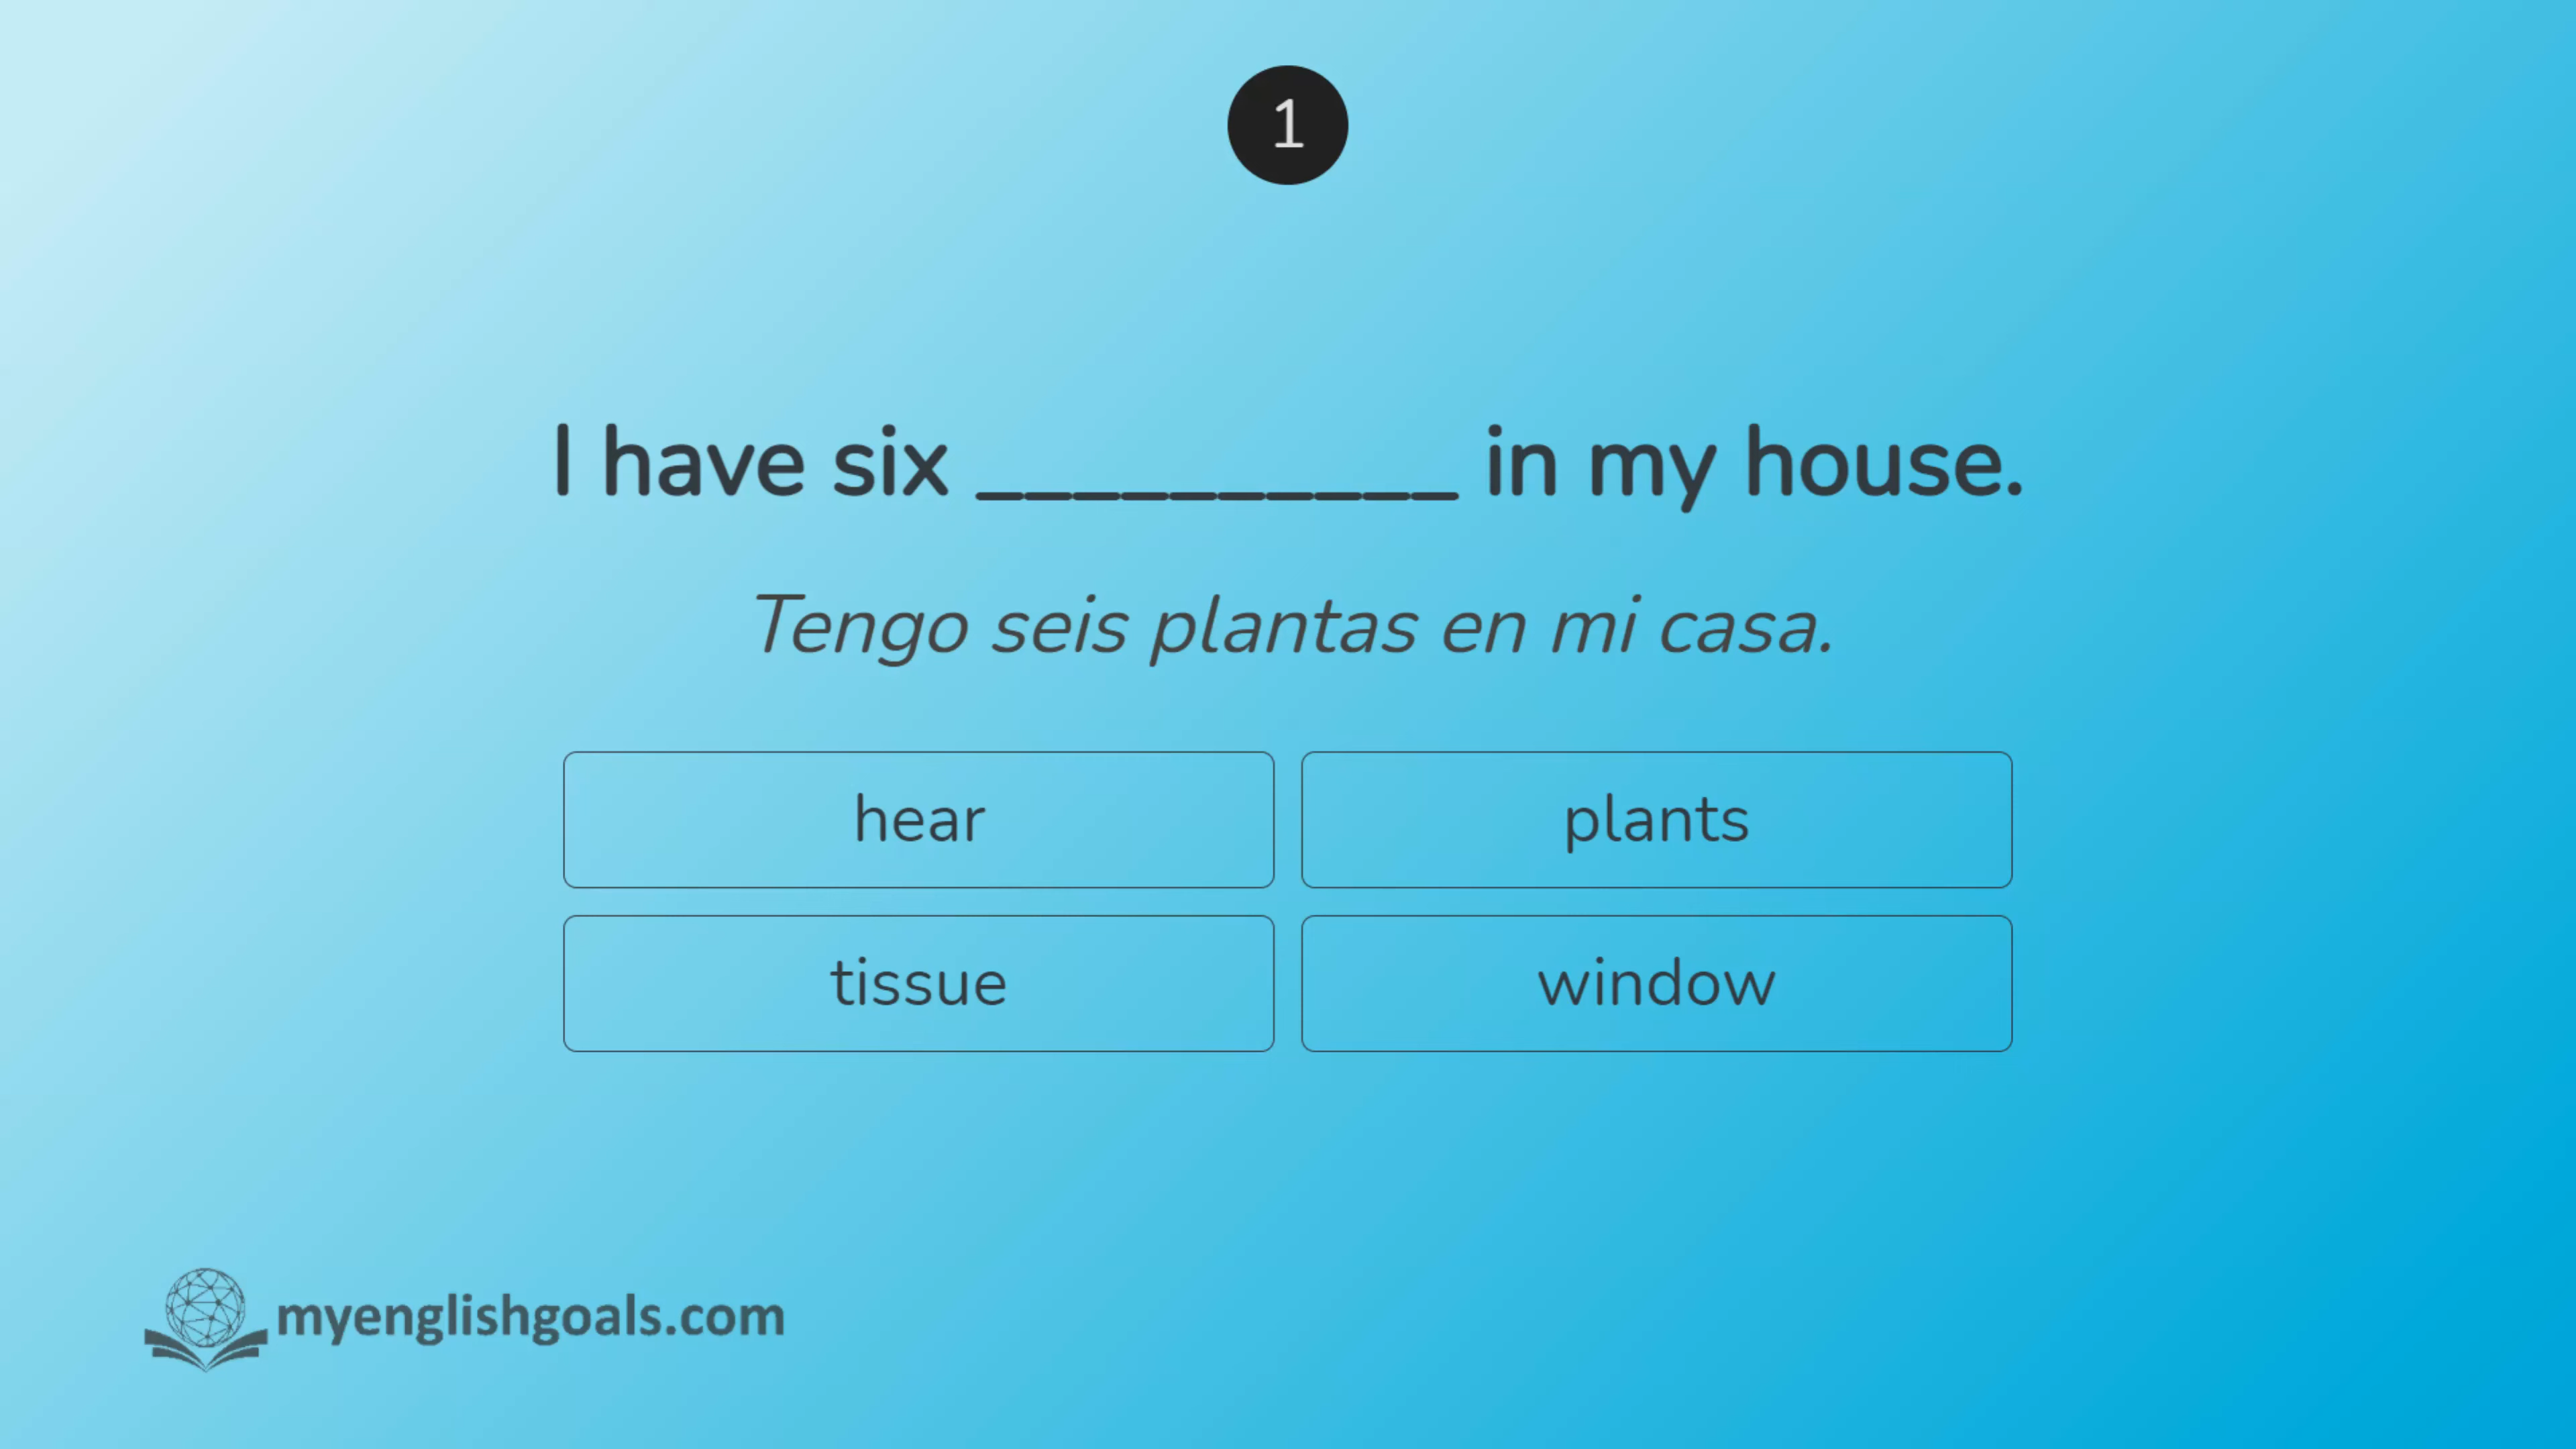 1
I have six __________ in my house.
Tengo seis plantas en mi casa.
hear
plants
tissue
window
myenglishgoals.com